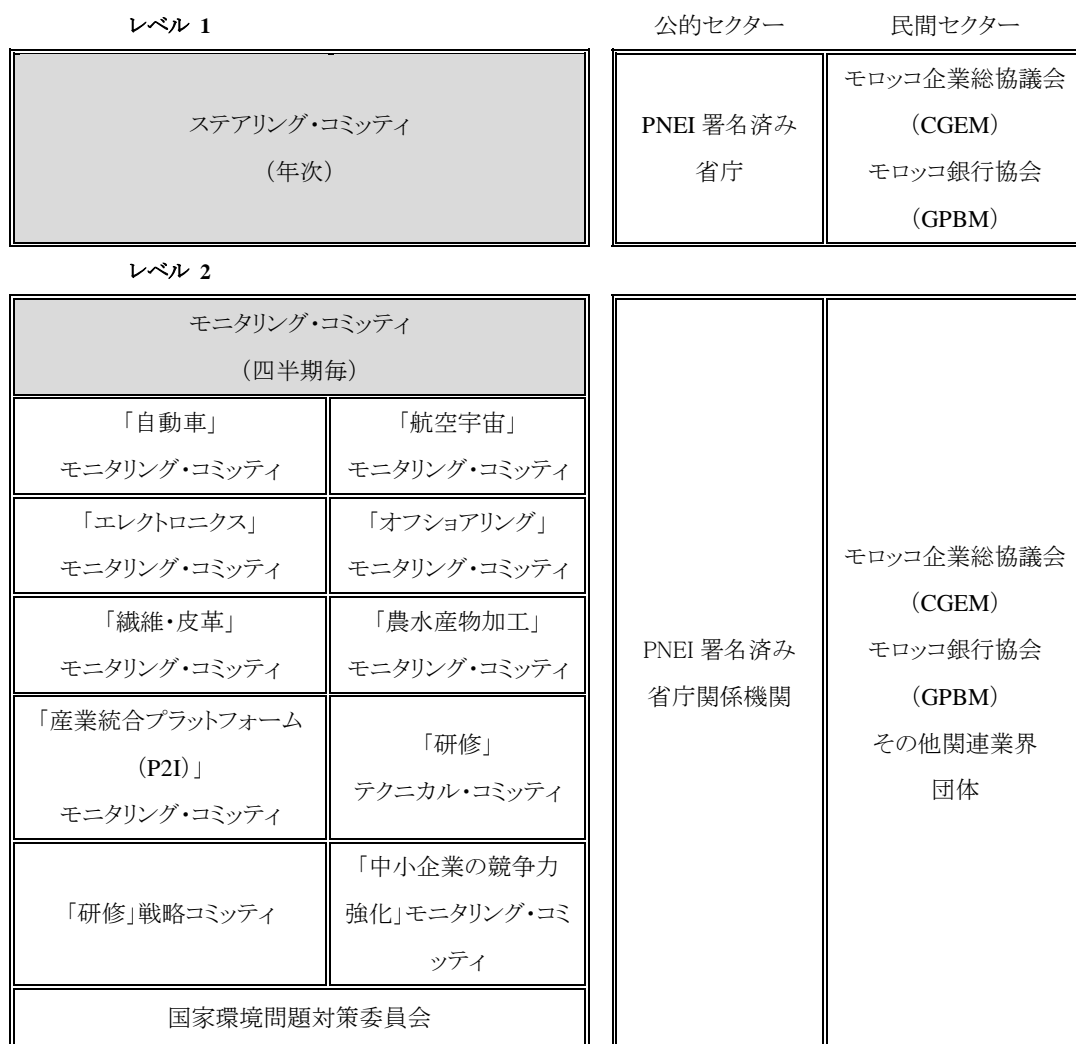 レベル 1
公的セクター
民間セクター
ステアリング・コミッティ
(年次)
PNEI 署名済み
省庁
モロッコ企業総協議会
(CGEM)
モロッコ銀行協会
(GPBM)
レベル 2
モニタリング・コミッティ
(四半期毎)
「自動車」
モニタリング・コミッティ
「航空宇宙」
モニタリング・コミッティ
「エレクトロニクス」
モニタリング・コミッティ
「オフショアリング」
モニタリング・コミッティ
「繊維・皮革」
モニタリング・コミッティ
「農水産物加工」
モニタリング・コミッティ
「産業統合プラットフォーム
(P2I)」
モニタリング・コミッティ
「研修」
テクニカル・コミッティ
「研修」戦略コミッティ
「中小企業の競争力
強化」モニタリング・コミ
ッティ
国家環境問題対策委員会
PNEI 署名済み
省庁関係機関
モロッコ企業総協議会
(CGEM)
モロッコ銀行協会
(GPBM)
その他関連業界
団体